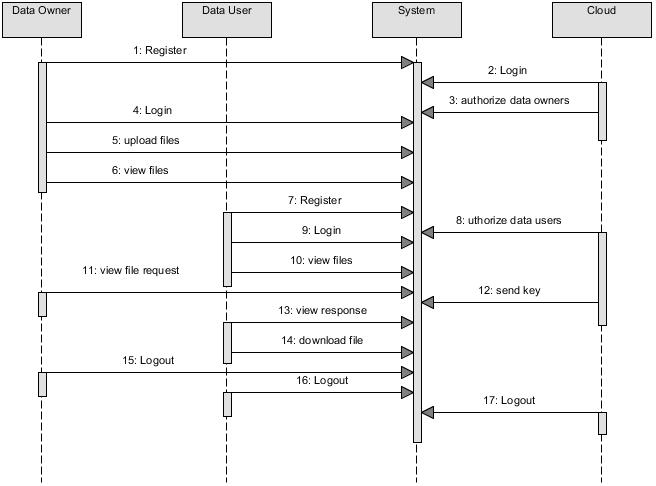 Data Owner
Data User
System
Cloud
1: Register
2: Login
3: authorize data owners
4: Login
5: upload files
6: view files
7: Register
8: uthorize data users
9: Login
10: view files
11: view file request
12: send key
13: view response
14: download file
15: Logout
16: Logout
17: Logout